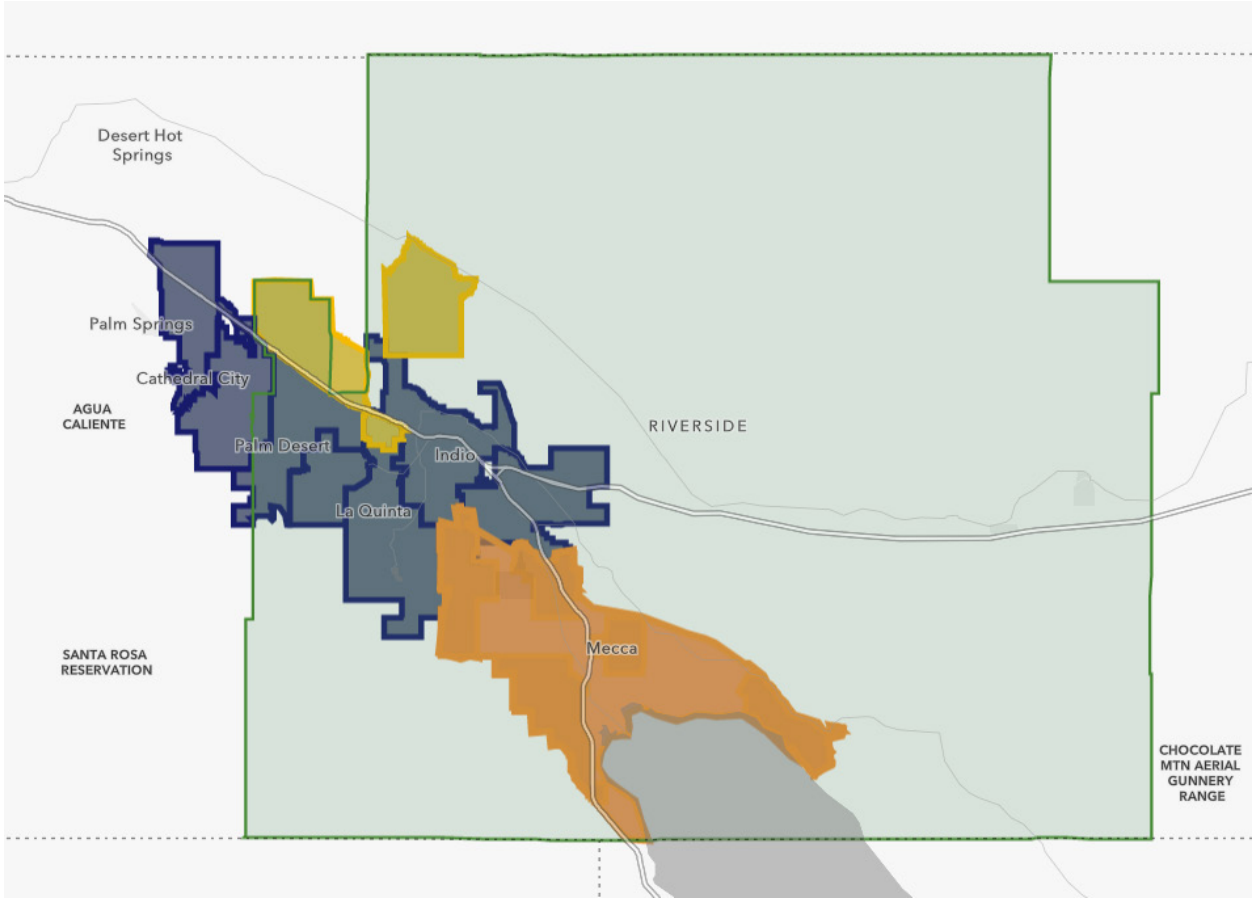 Desert Hot
Springs
Palm Springs
Cathedral City
AGUA
CALIENTE
Palm Desert
RIVERSIDE
Indio
La Quinta
Mecca
SANTA ROSA
RESERVATION
CHOCOLATE
MTN AERIAL
GUNNERY
RANGE